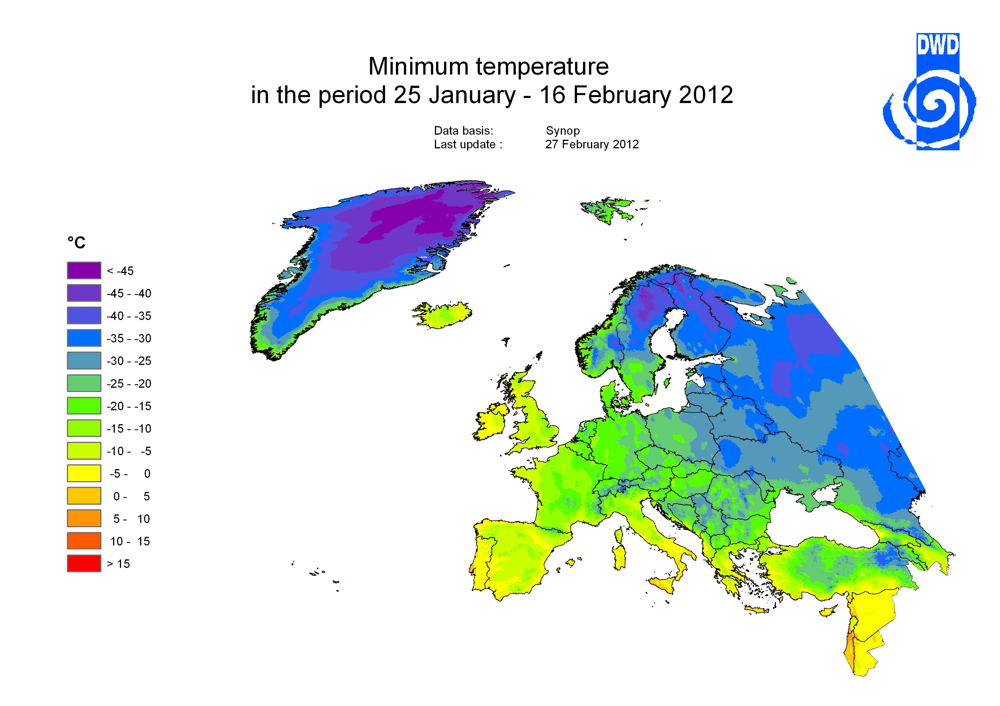 DWD
Minimum temperature
in the period 25 January - 16 February 2012
Data basis: Synop
Last update : 27 February 2012
°C
< -45
-45 - -40
-40 - -35
-35 - -30
-30 - -25
-25 - -20
-20 - -15
-15 - -10
-10 - -5
-5 - 0
0 - 5
5 - 10
10 - 15
> 15